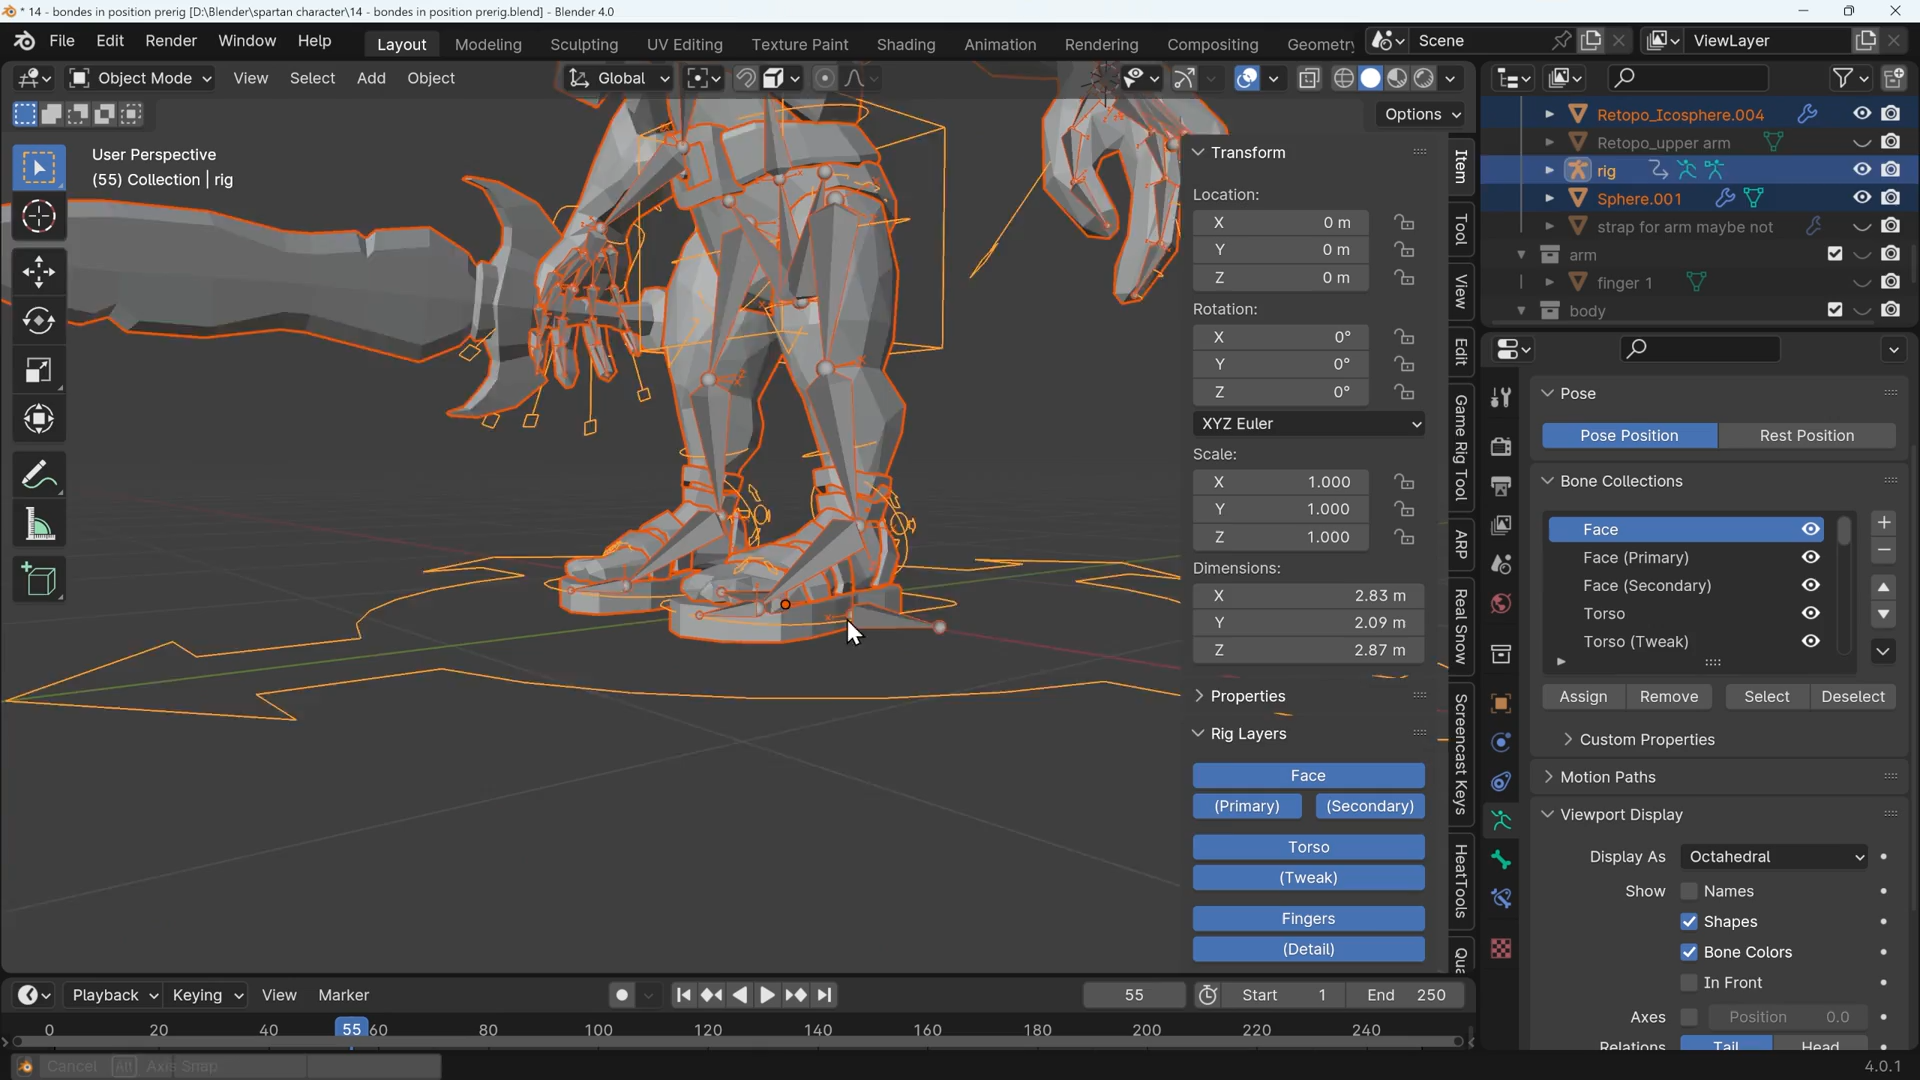 * 14 - bondes in position prerig [D:\Blender\spartan character\14 - bondes in position prerig.blend] - Blender 4.0
File Edit Render Window Help Layout Modeling Sculpting UV Editing Texture Paint Shading Animation Rendering Compositing Geometry Scene ViewLayer
Object Mode View Select Add Object Global
Options
User Perspective
(55) Collection | rig
Transform
Location:
X 0 m
Y 0 m
Z 0 m
Rotation:
X 0°
Y 0°
Z 0°
XYZ Euler
Scale:
X 1.000
Y 1.000
Z 1.000
Dimensions:
X 2.83 m
Y 2.09 m
Z 2.87 m
Properties
Rig Layers
Face
(Primary) (Secondary)
Torso
(Tweak)
Fingers
(Detail)
Item
Tool
View
Edit
Game Rig Tool
ARP
Real Snow
Screencast Keys
HeatTools
Qua
Retopo_Icosphere.004
Retopo_upper arm
rig
Sphere.001
strap for arm maybe not
arm
finger 1
body
Pose
Pose Position Rest Position
Bone Collections
Face
Face (Primary)
Face (Secondary)
Torso
Torso (Tweak)
Assign Remove Select Deselect
Custom Properties
Motion Paths
Viewport Display
Display As Octahedral
Show Names
Shapes
Bone Colors
In Front
Axes Position 0.0
Relations Tail Head
Playback Keying View Marker 55 Start 1 End 250
0 20 40 55 60 80 100 120 140 160 180 200 220 240
Cancel Alt Axis Snap 4.0.1